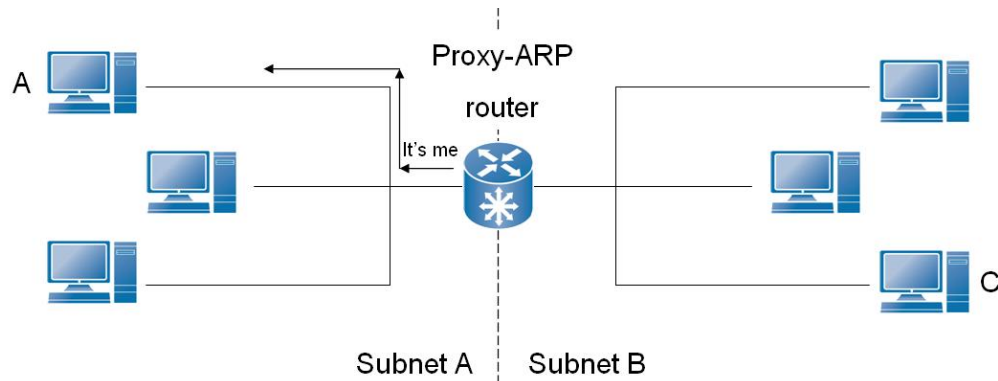 Proxy-ARP
A
router
It's me
C
Subnet A
Subnet B